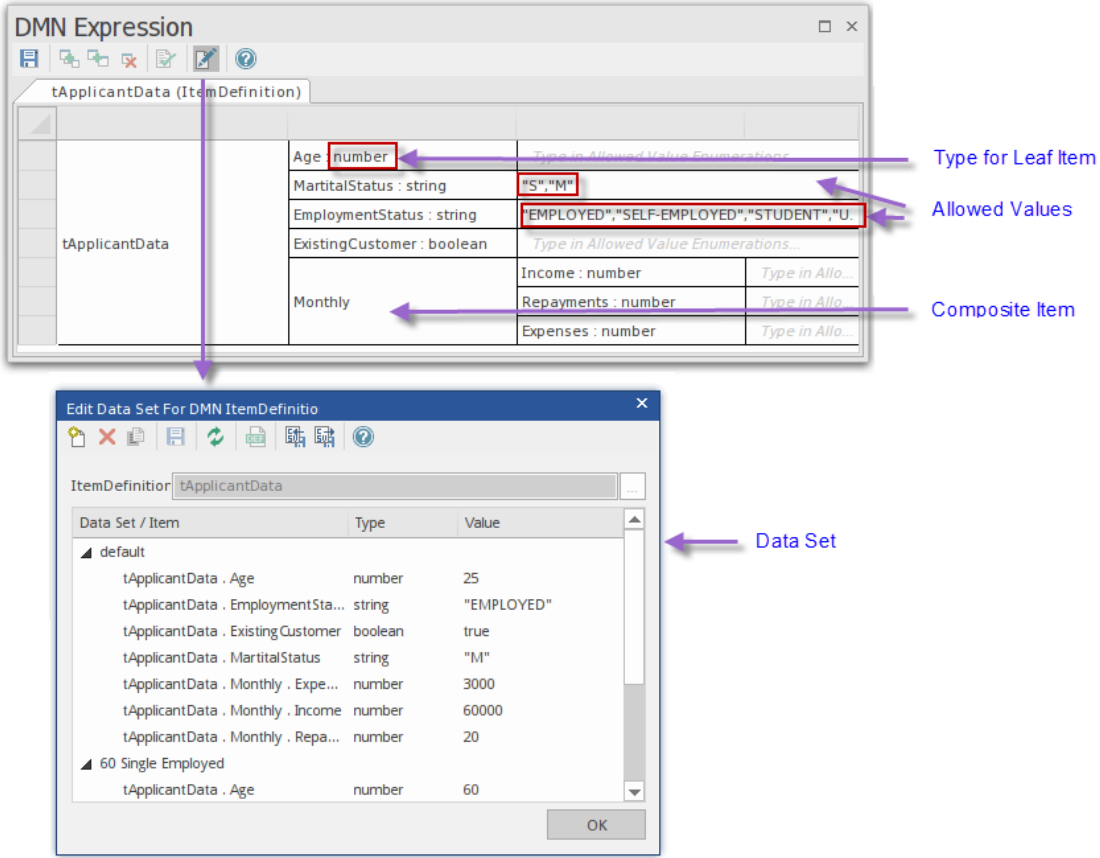 DMN Expression
tApplicantData (ItemDefinition)
Age : number
Type in Allowed Value Enumerations...
Type for Leaf Item
MartitalStatus : string
"S","M"
Allowed Values
EmploymentStatus : string
"EMPLOYED","SELF-EMPLOYED","STUDENT","U.
tApplicantData
ExistingCustomer : boolean
Type in Allowed Value Enumerations...
Monthly
Income : number
Type in Allo...
Repayments : number
Type in Allo...
Composite Item
Expenses : number
Type in Allo...
Edit Data Set For DMN ItemDefinitio
ItemDefinition
tApplicantData
...
Data Set / Item Type Value
default
tApplicantData . Age number 25
tApplicantData . EmploymentSta... string "EMPLOYED"
tApplicantData . ExistingCustomer boolean true
tApplicantData . MartitalStatus string "M"
tApplicantData . Monthly . Expe... number 3000
tApplicantData . Monthly . Income number 60000
tApplicantData . Monthly . Repa... number 20
60 Single Employed
tApplicantData . Age number 60
Data Set
OK